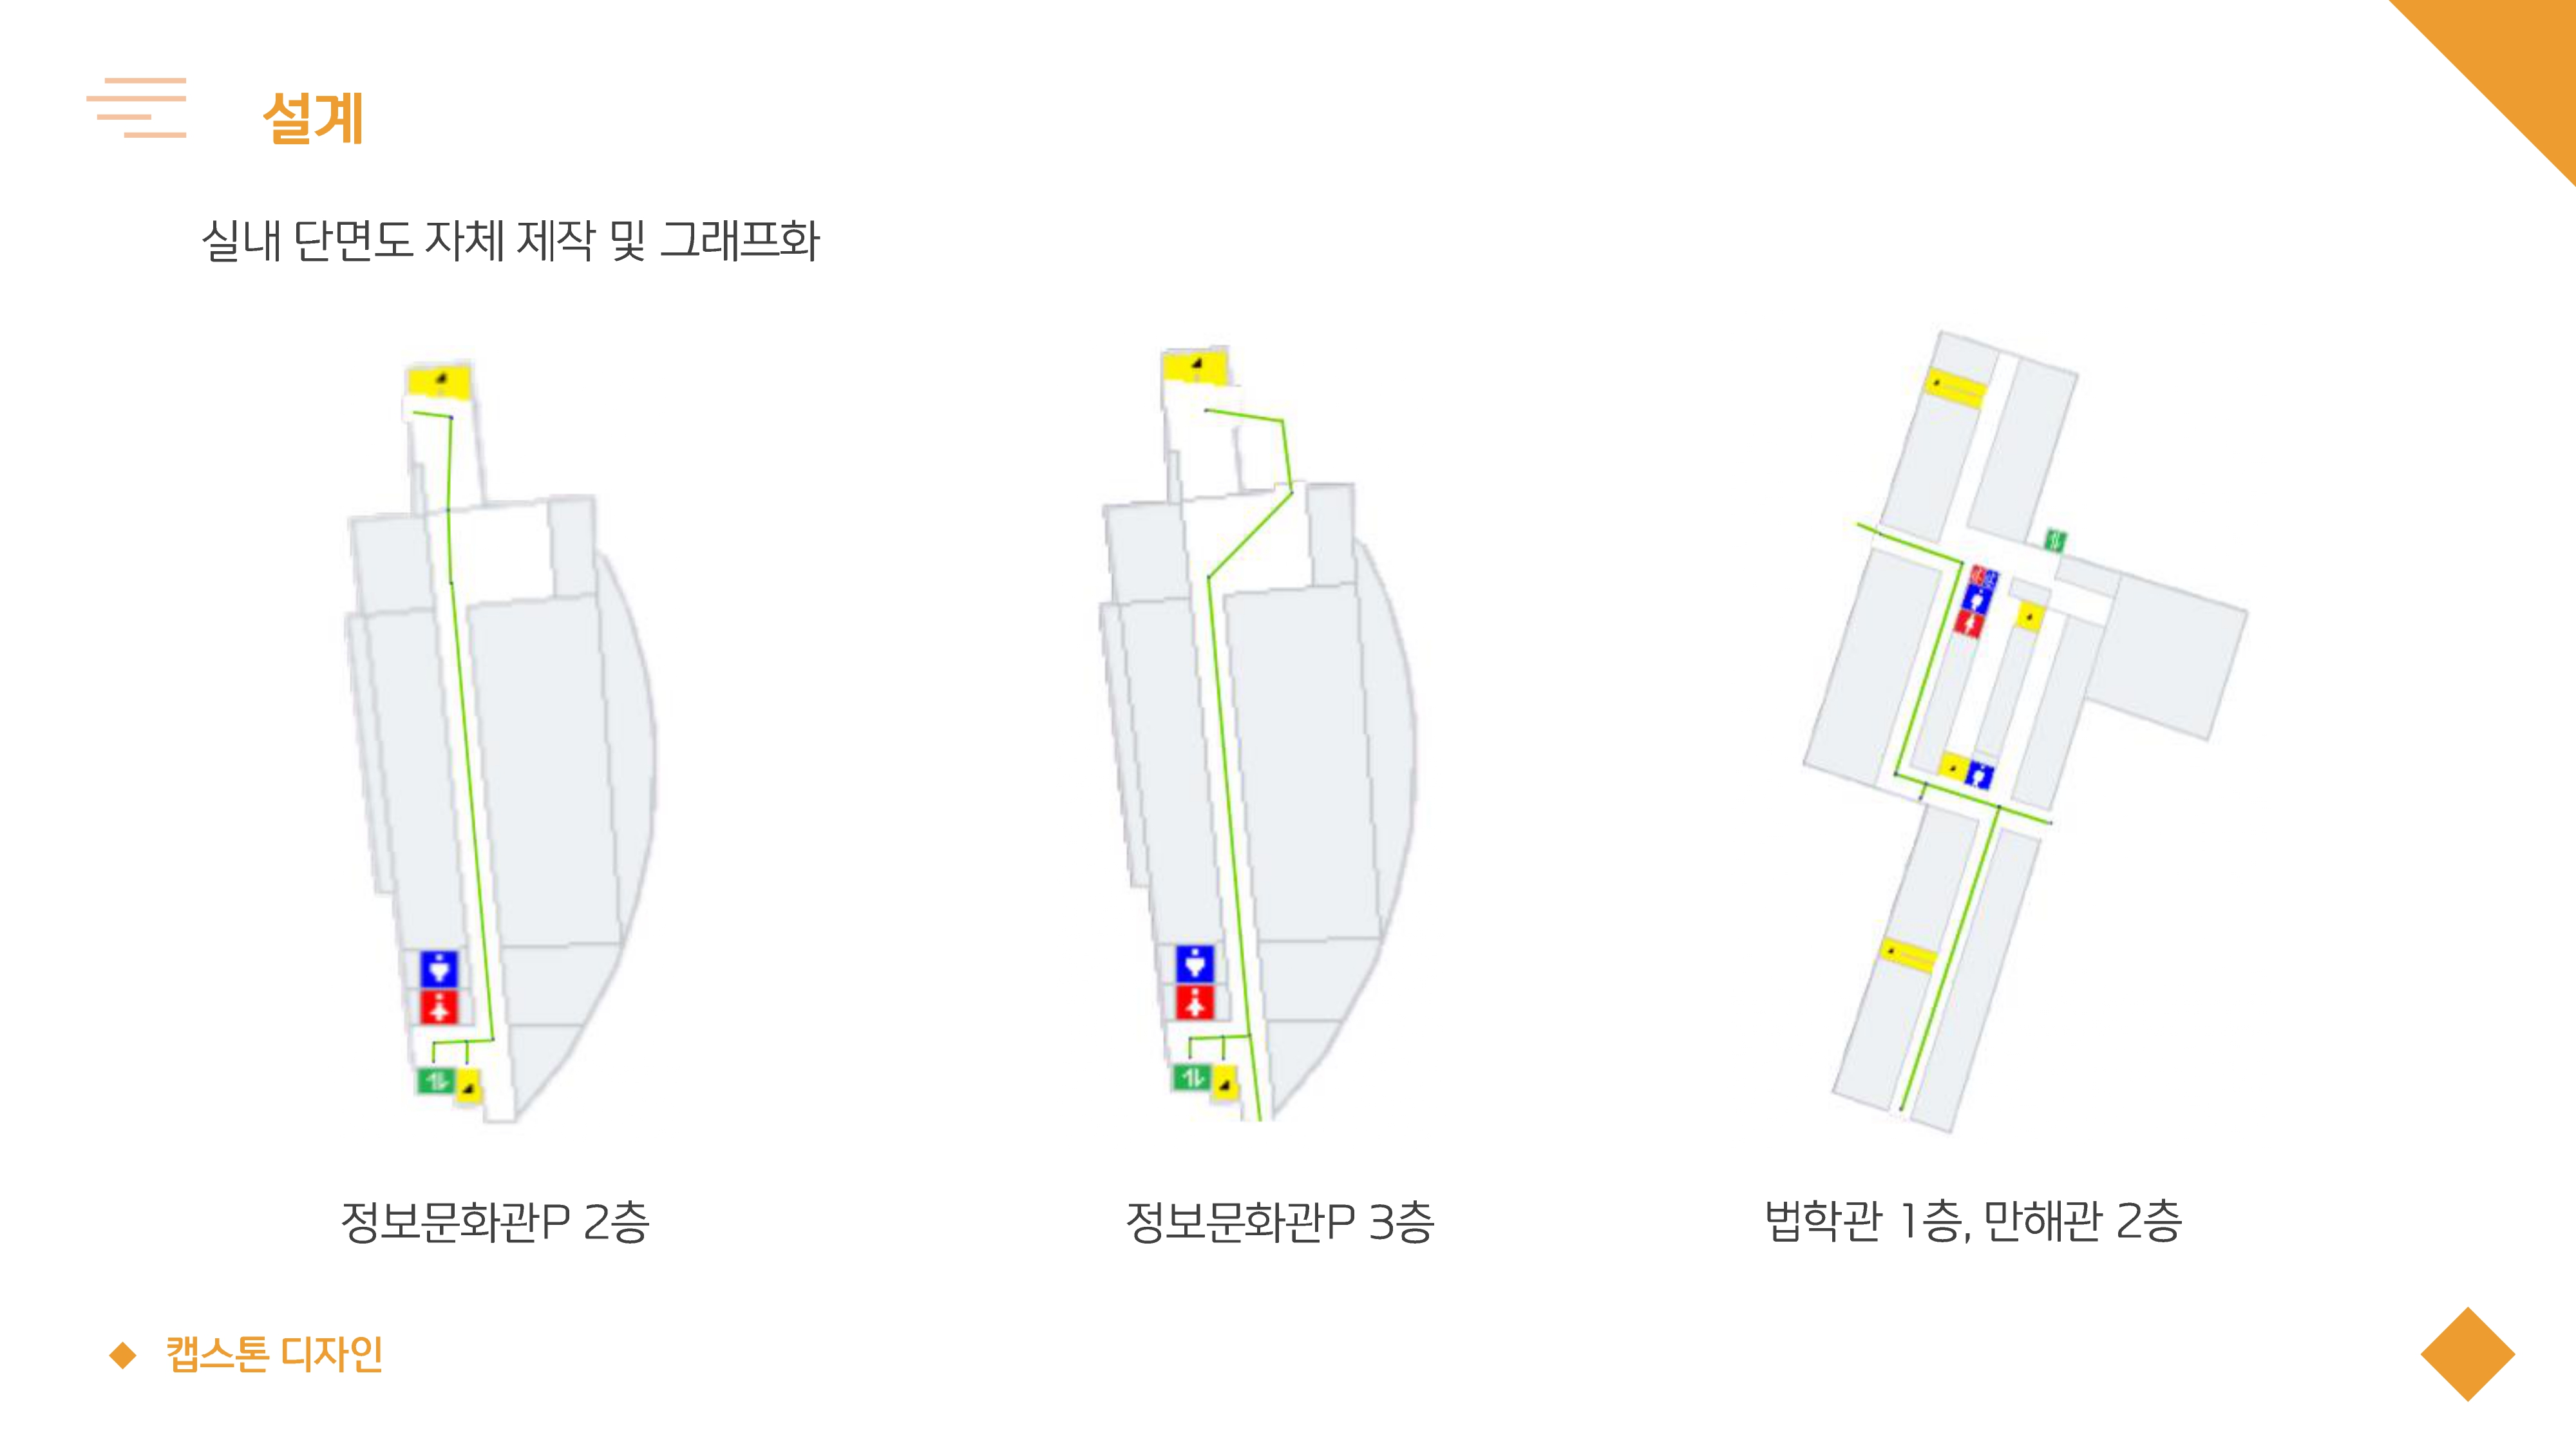 설계
실내 단면도 자체 제작 및 그래프화
정보문화관P 2층
정보문화관P 3층
법학관 1층, 만해관 2층
캡스톤 디자인